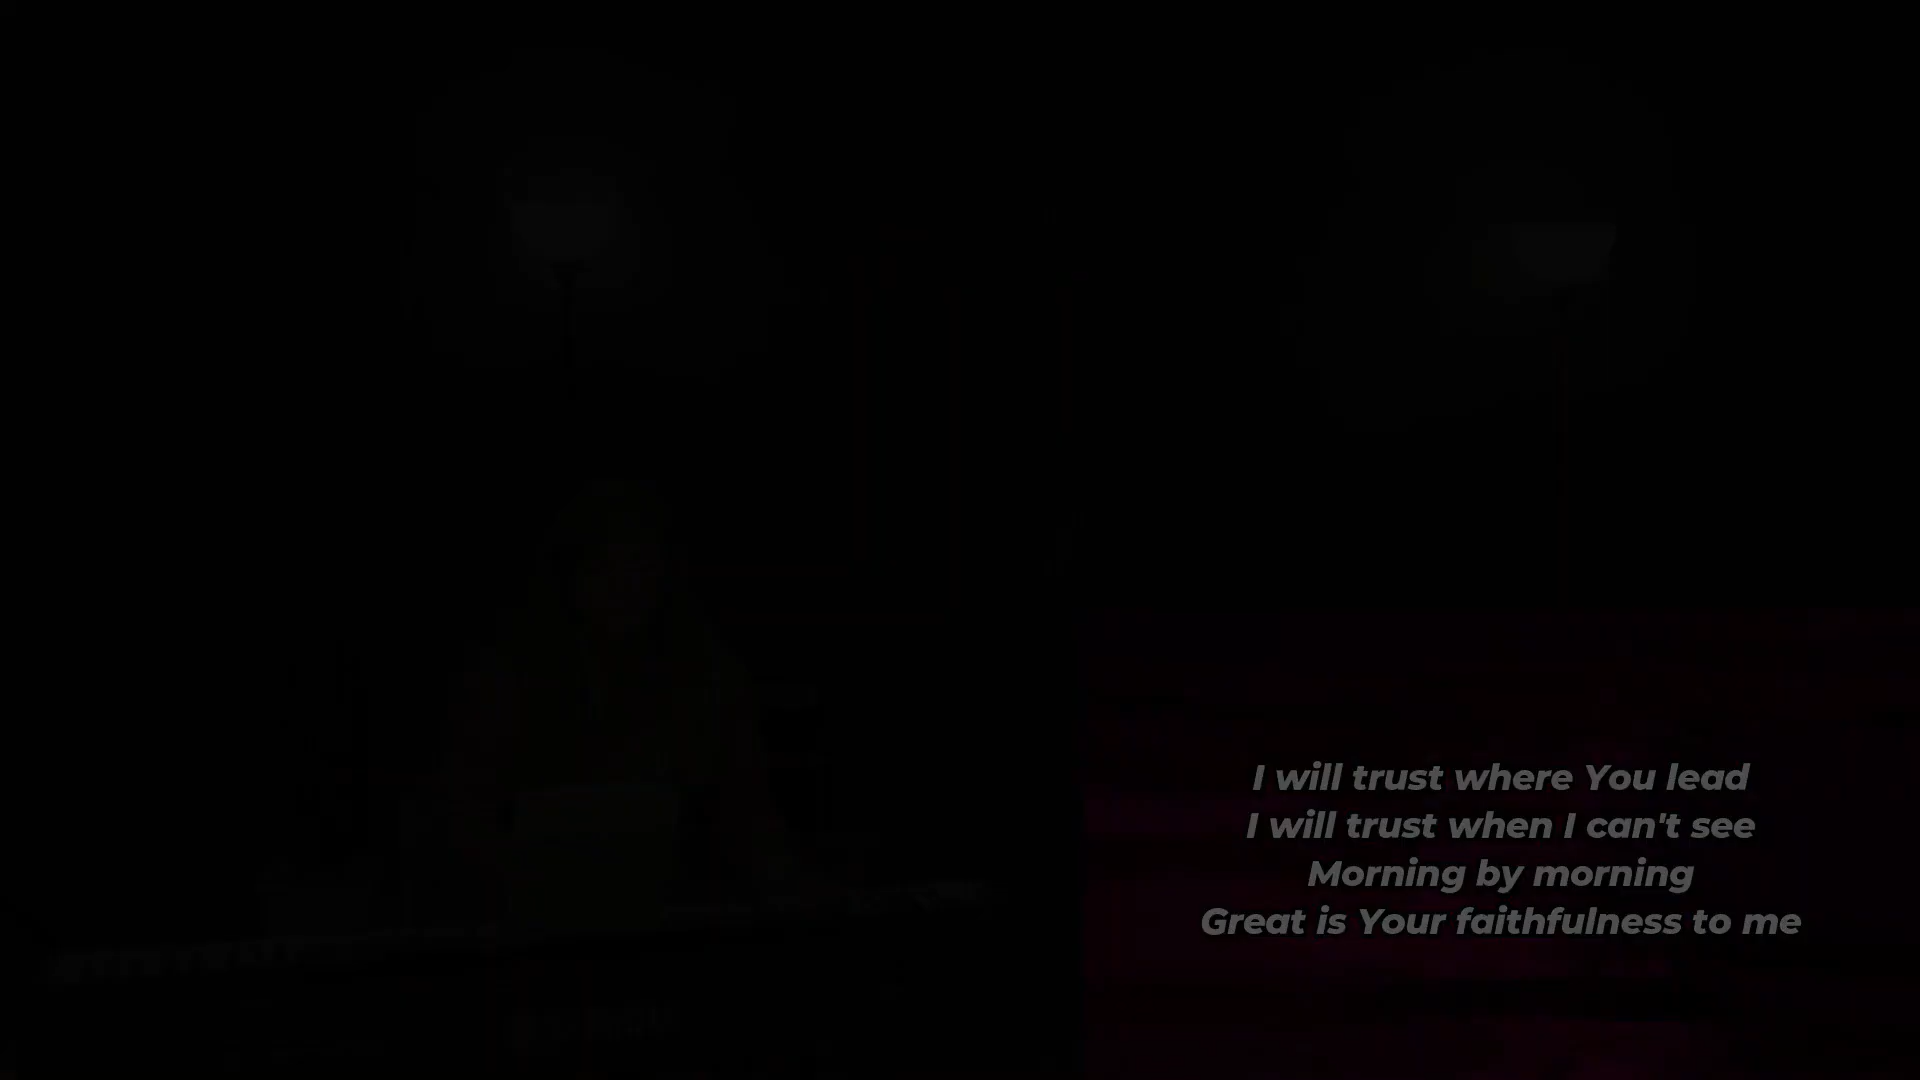 I will trust where You lead
I will trust when I can't see
Morning by morning
Great is Your faithfulness to me